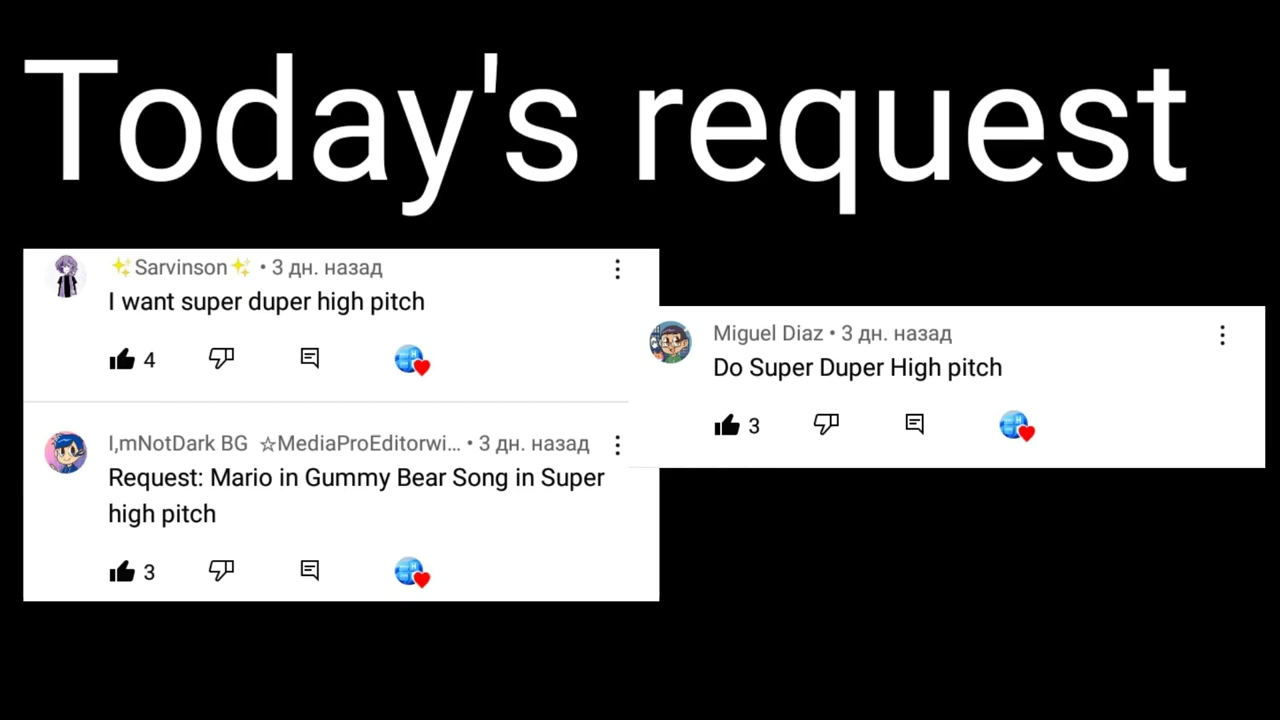 Today's request
✨Sarvinson✨ • 3 дн. назад
I want super duper high pitch
4
I,mNotDark BG ☆MediaProEditorwi... • 3 дн. назад
Request: Mario in Gummy Bear Song in Super
high pitch
3
Miguel Diaz • 3 дн. назад
Do Super Duper High pitch
3